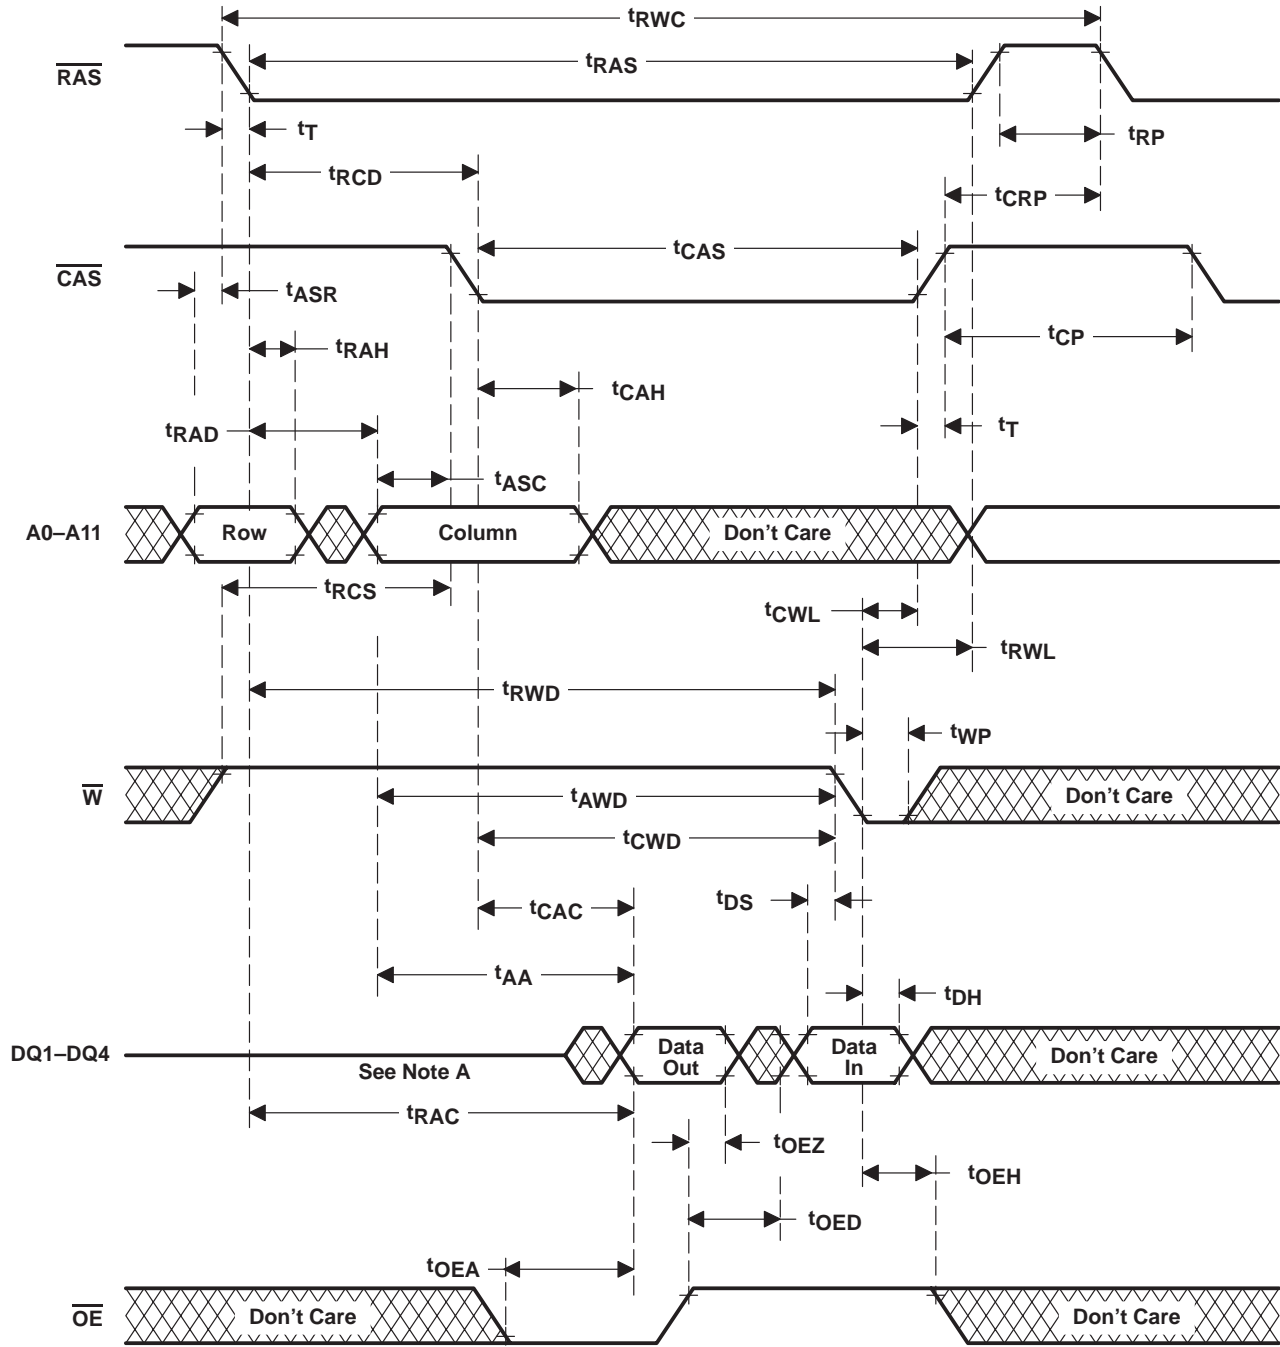 tRWC
RAS
tRAS
tT
tRP
tRCD
tCRP
CAS
tCAS
tASR
tCP
tRAH
tCAH
tRAD
tT
tASC
A0–A11
Row
Column
Don't Care
tRCS
tCWL
tRWL
tRWD
tWP
W
tAWD
Don't Care
tCWD
tDS
tCAC
tAA
tDH
DQ1–DQ4
See Note A
Data
Out
Data
In
Don't Care
tRAC
tOEZ
tOEH
tOED
tOEA
OE
Don't Care
Don't Care